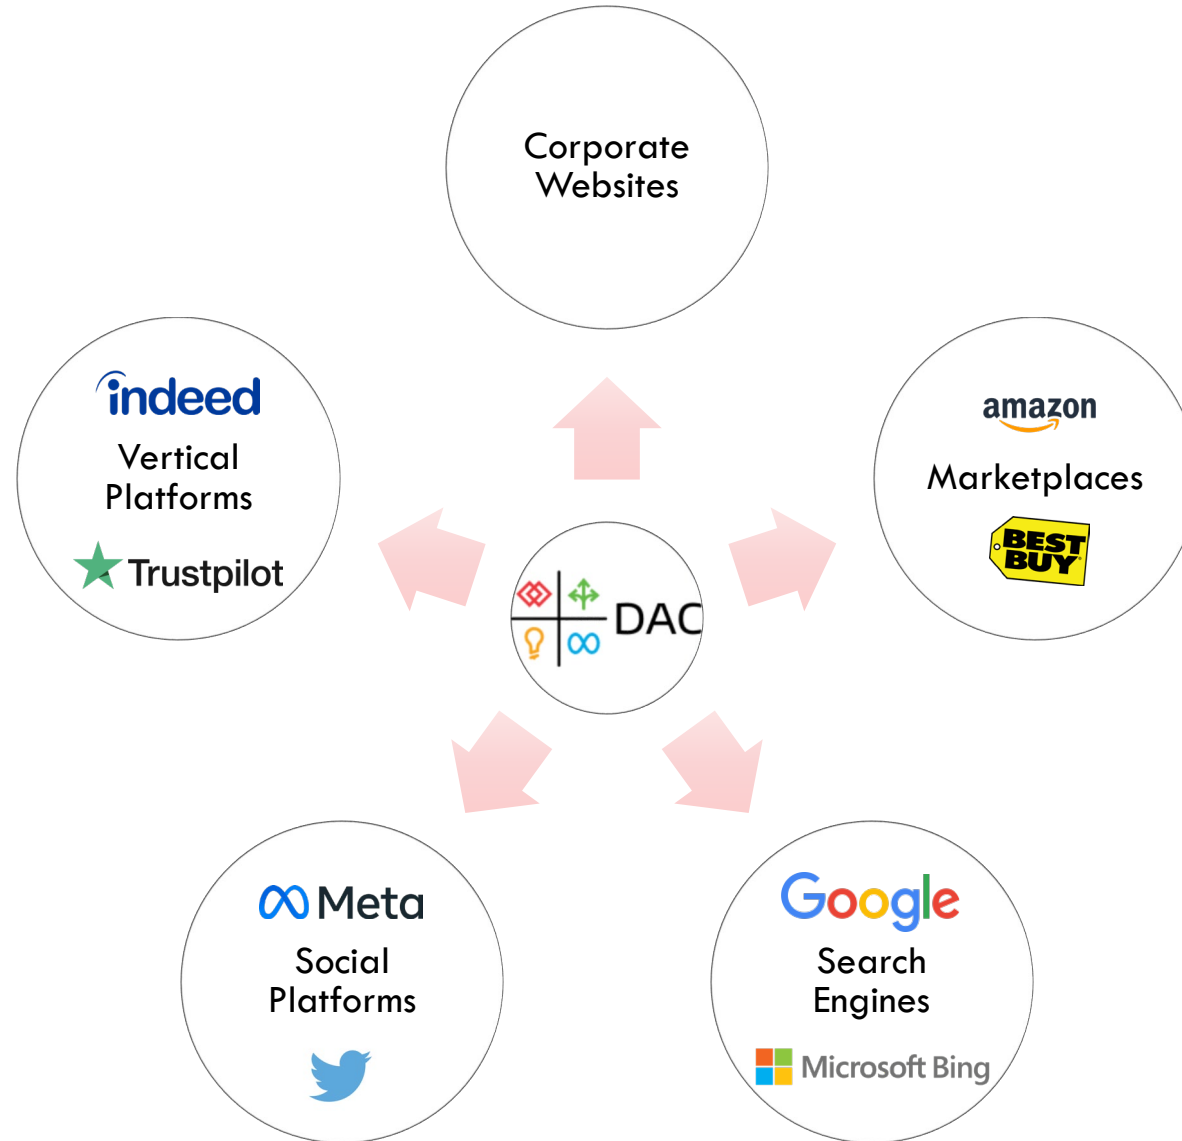 Corporate
Websites
indeed
Vertical
Platforms
Trustpilot
amazon
Marketplaces
BEST
BUY
DAC
Meta
Social
Platforms
Google
Search
Engines
Microsoft Bing